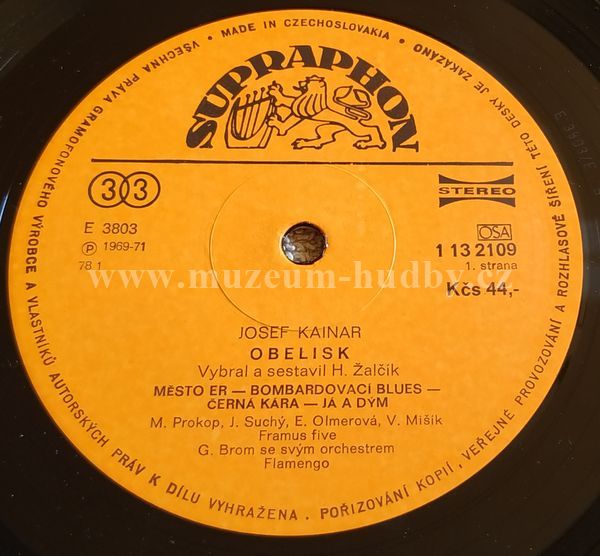 VŠECHNA PRÁVA GRAMOFONOVÉHO VÝROBCE A VLASTNÍKŮ AUTORSKÝCH PRÁV K DÍLU VYHRAŽENA. POŘIZOVÁNÍ KOPIÍ, VEŘEJNÉ PROVOZOVÁNÍ A ROZHLASOVÉ SÍŘENÍ TÉTO DESKY JE ZAKÁZÁNO • MADE IN CZECHOSLOVAKIA •
SUPRAPHON
33
STEREO
E 3803
OSA
Ⓟ 1969-71
1 13 2109
78.1
1. strana
Kčs 44,-
www.muzeum-hudby.cz
JOSEF KAINAR
OBELISK
Vybral a sestavil H. Žalčík
MĚSTO ER — BOMBARDOVACÍ BLUES —
ČERNÁ KÁRA — JÁ A DÝM
M. Prokop, J. Suchý, E. Olmerová, V. Mišík
Framus five
G. Brom se svým orchestrem
Flamengo